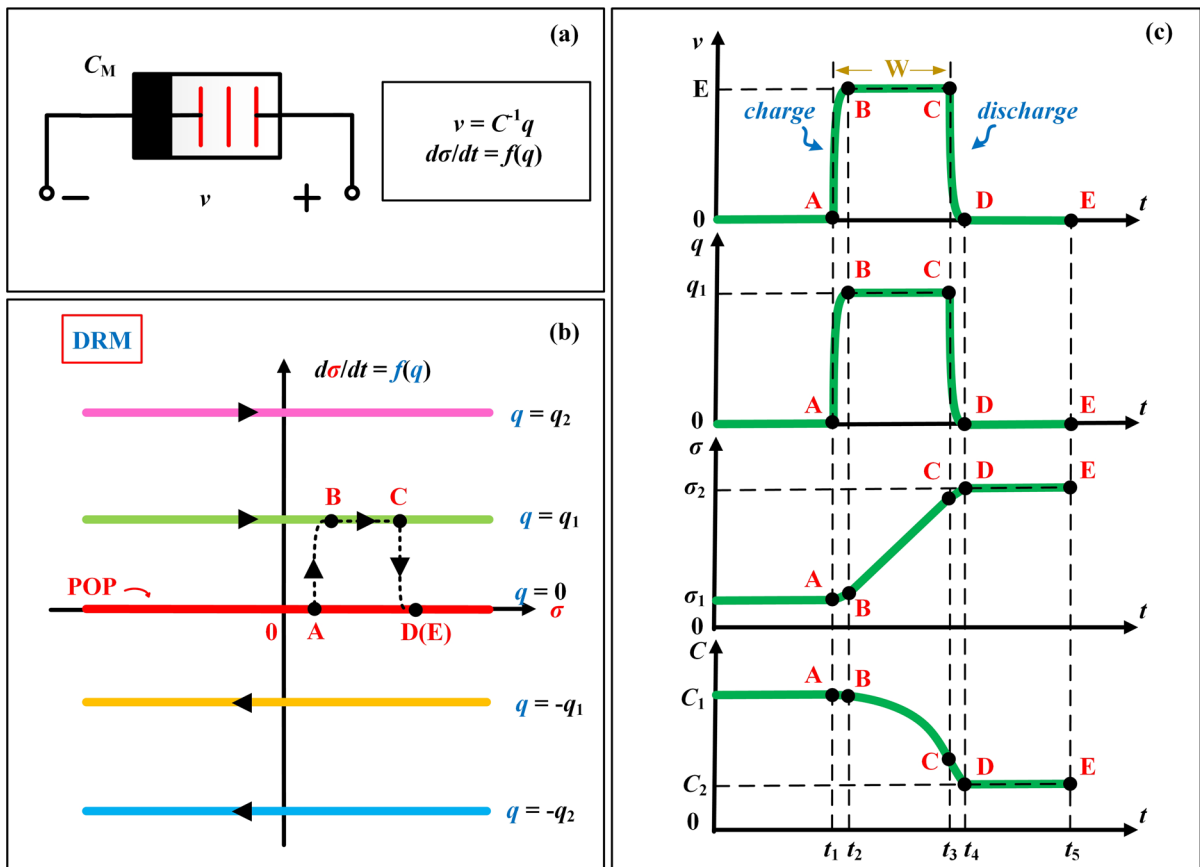 (a)
C_M
v = C⁻¹q
dσ/dt = f(q)
− v +
(b)
DRM
dσ/dt = f(q)
q = q₂
B C
q = q₁
POP
q = 0
σ
0 A D(E)
q = -q₁
q = -q₂
(c)
v
W
E
B C
charge
discharge
A D E
0 t
q
B C
q₁
A D E
0 t
σ
C D E
σ₂
A
σ₁
B
0 t
C
A B
C₁
C D E
C₂
0 t
t₁ t₂ t₃ t₄ t₅